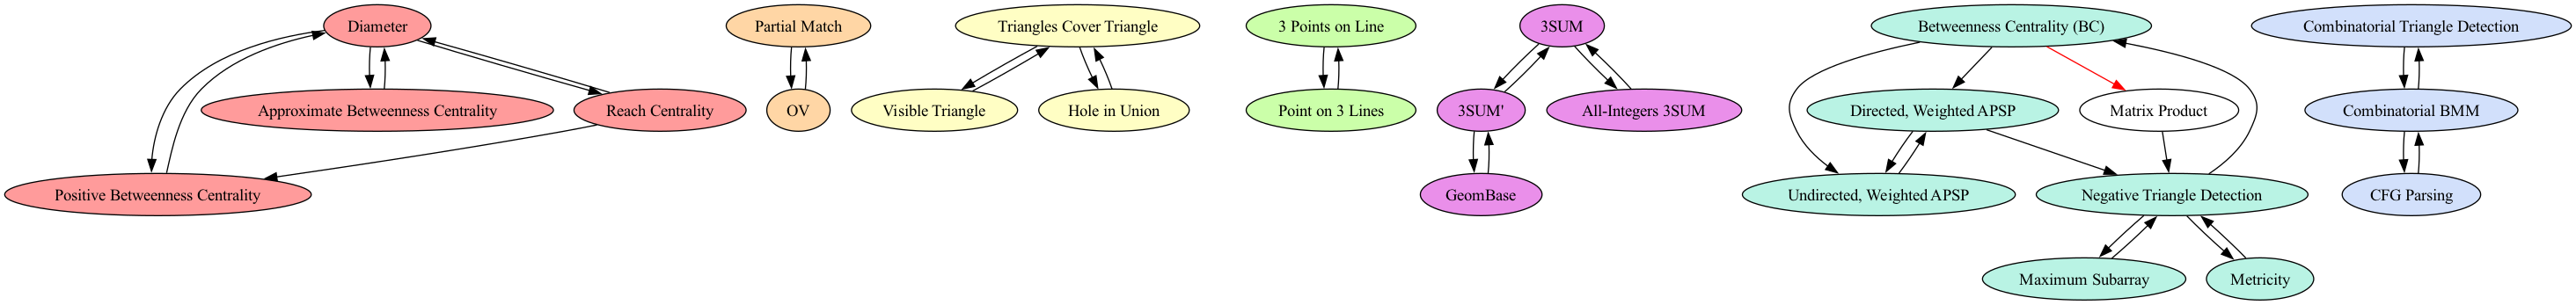 Diameter
Partial Match
Triangles Cover Triangle
3 Points on Line
3SUM
Betweenness Centrality (BC)
Combinatorial Triangle Detection
Approximate Betweenness Centrality
Reach Centrality
OV
Visible Triangle
Hole in Union
Point on 3 Lines
3SUM'
All-Integers 3SUM
Directed, Weighted APSP
Matrix Product
Combinatorial BMM
Positive Betweenness Centrality
GeomBase
Undirected, Weighted APSP
Negative Triangle Detection
CFG Parsing
Maximum Subarray
Metricity